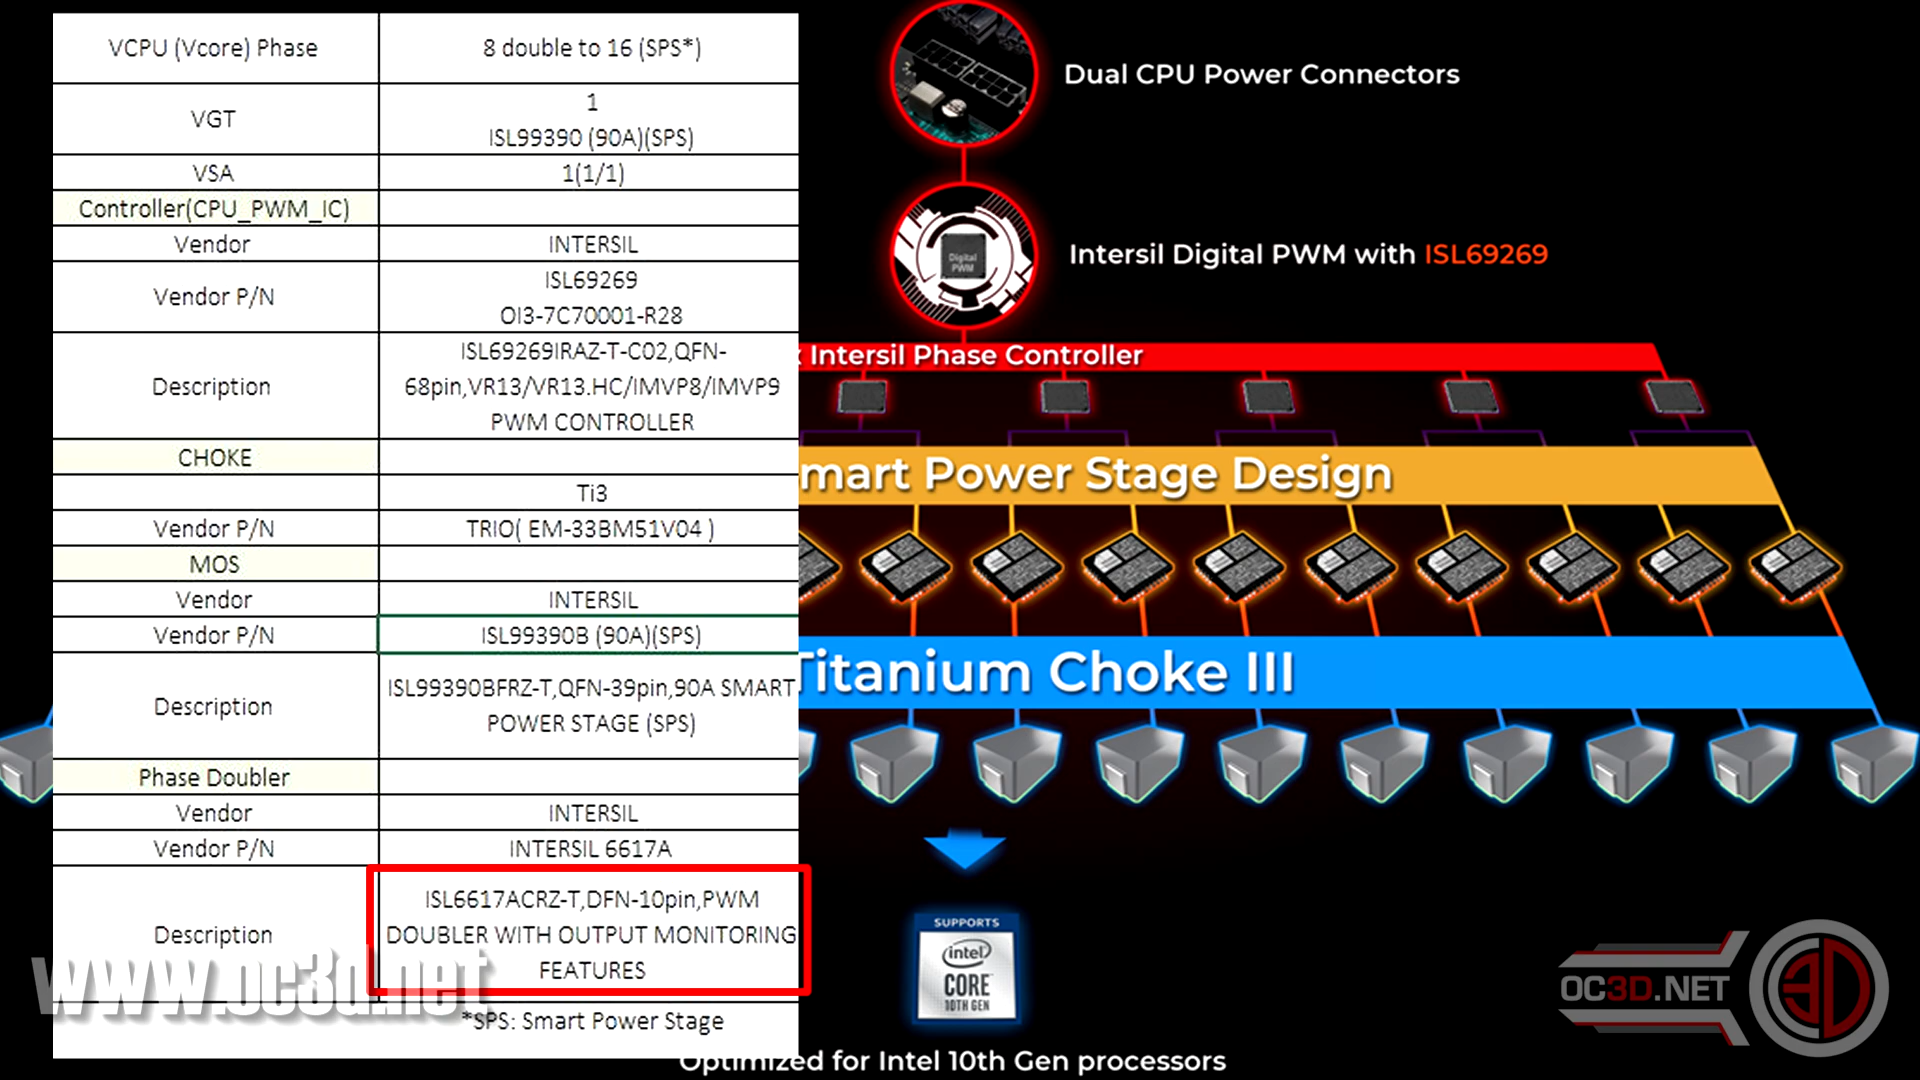 VCPU (Vcore) Phase
8 double to 16 (SPS*)
VGT
1
ISL99390 (90A)(SPS)
VSA
1(1/1)
Controller(CPU_PWM_IC)
Vendor
INTERSIL
Vendor P/N
ISL69269
OI3-7C70001-R28
Description
ISL69269IRAZ-T-C02,QFN-
68pin,VR13/VR13.HC/IMVP8/IMVP9
PWM CONTROLLER
CHOKE
Ti3
Vendor P/N
TRIO( EM-33BM51V04 )
MOS
Vendor
INTERSIL
Vendor P/N
ISL99390B (90A)(SPS)
Description
ISL99390BFRZ-T,QFN-39pin,90A SMART
POWER STAGE (SPS)
Phase Doubler
Vendor
INTERSIL
Vendor P/N
INTERSIL 6617A
Description
ISL6617ACRZ-T,DFN-10pin,PWM
DOUBLER WITH OUTPUT MONITORING
FEATURES
*SPS: Smart Power Stage
www.oc3d.net
Dual CPU Power Connectors
Digital
PWM
Intersil Digital PWM with ISL69269
x Intersil Phase Controller
mart Power Stage Design
Titanium Choke III
SUPPORTS
intel
CORE
10TH GEN
Optimized for Intel 10th Gen processors
OC3D.NET
3D